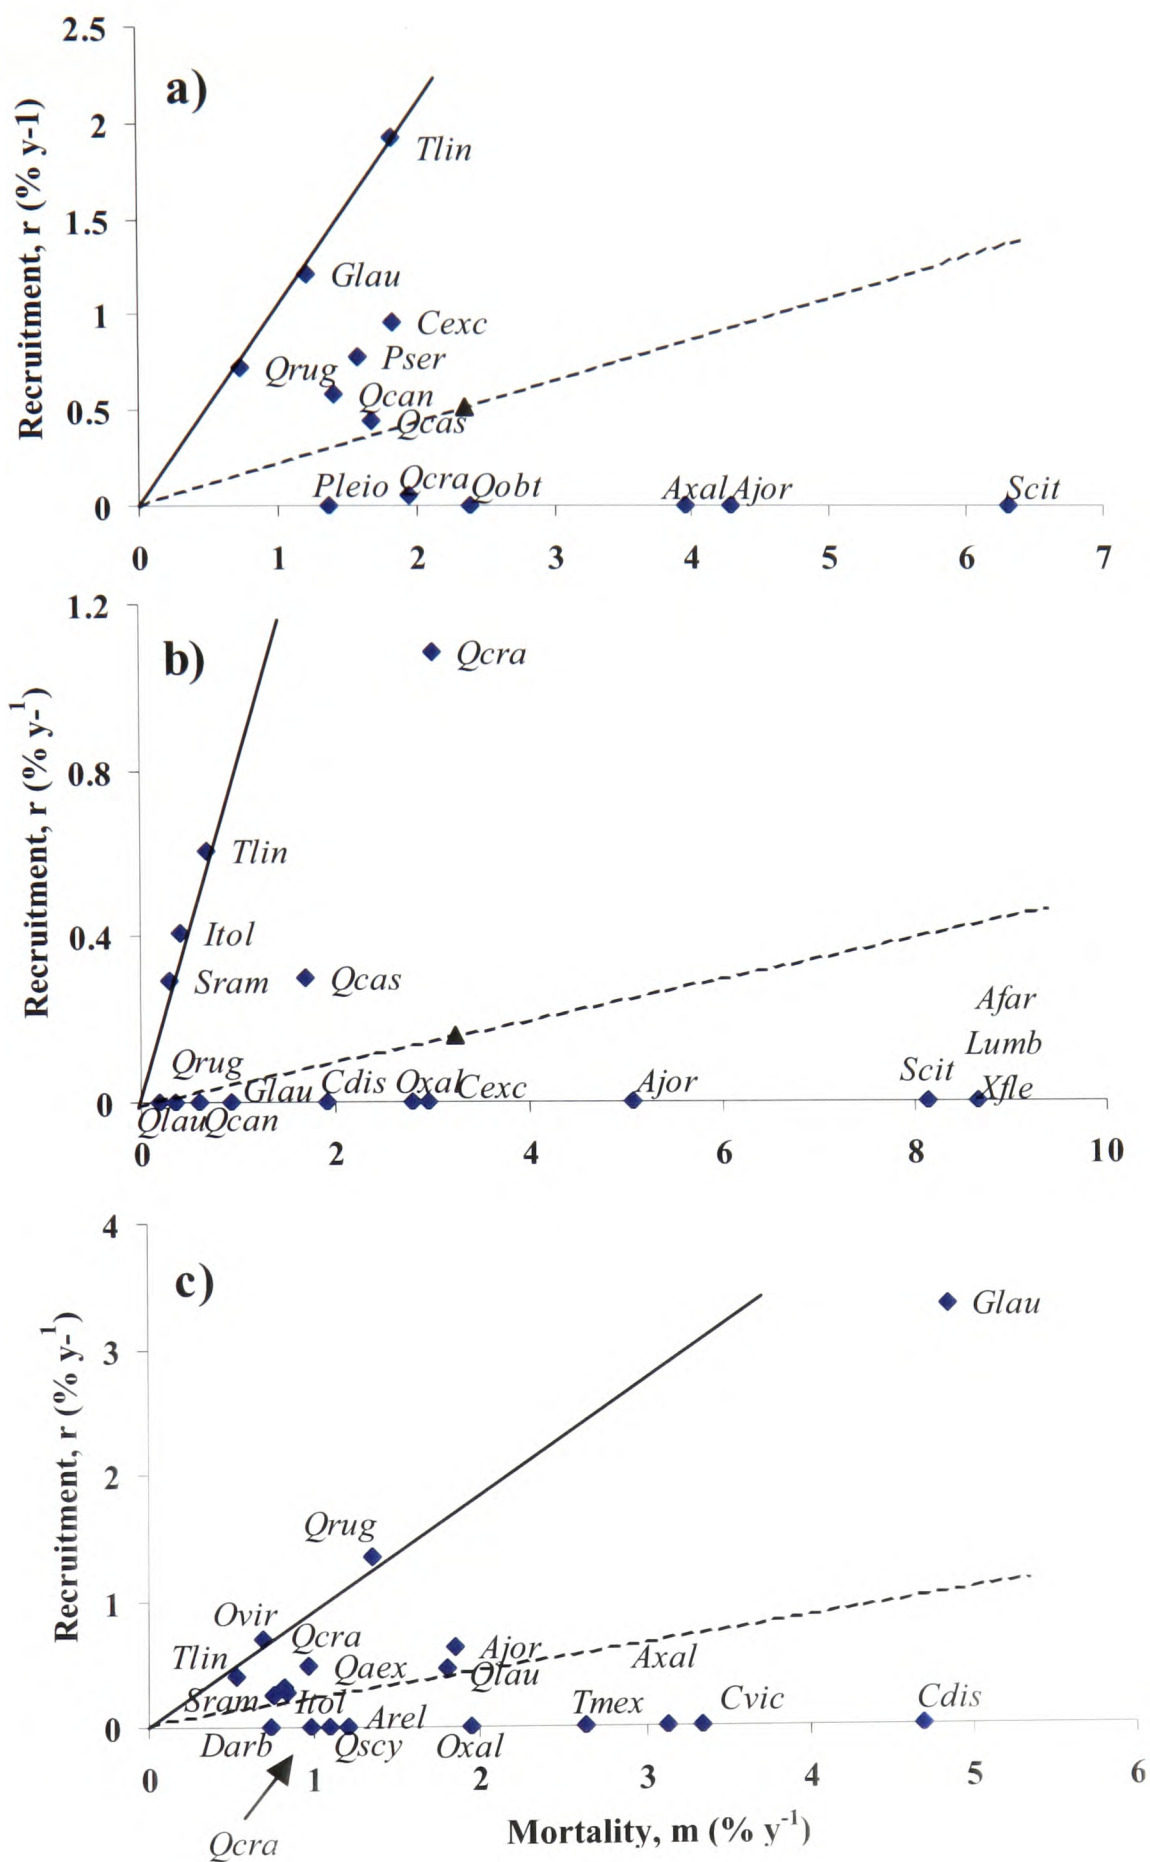 2.5
a)
2
Tlin
1.5
Glau
1
Cexc
Pser
Qrug
Qcan
0.5
Qcas
Pleio Qcra Qobt Axal Ajor Scit
0
0 1 2 3 4 5 6 7
Recruitment, r (% y-1)
1.2
b)
Qcra
0.8
Tlin
0.4
Itol
Sram Qcas
Afar
Lumb
Qrug
Glau Cdis Oxal Cexc Ajor Scit Xfle
0
Qlau Qcan
0 2 4 6 8 10
Recruitment, r (% y-1)
4
c)
Glau
3
2
Qrug
1
Ovir
Qcra
Tlin Qaex Ajor Axal
Sram Itol Qlau
Arel Tmex Cvic Cdis
0
Darb Qscy Oxal
0 1 2 3 4 5 6
Qcra
Recruitment, r (% y-1)
Mortality, m (% y-1)